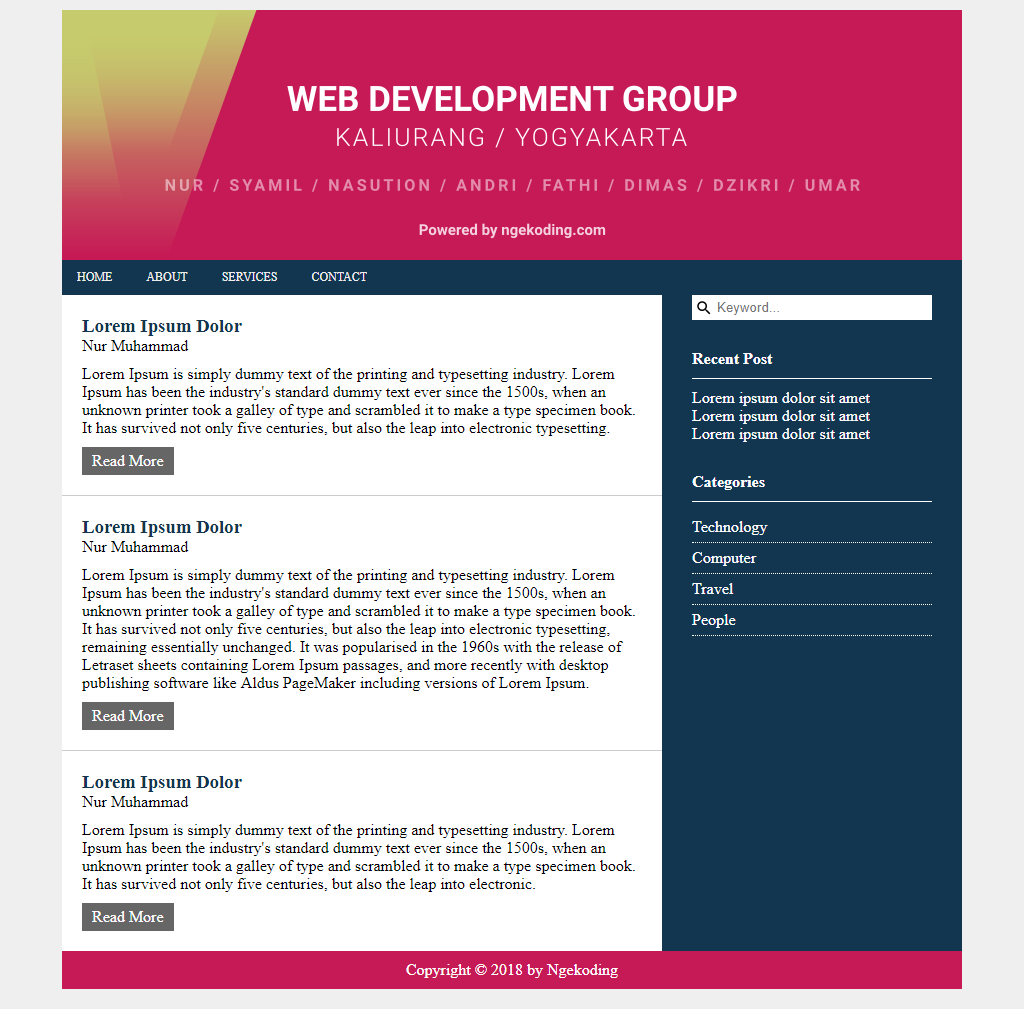 WEB DEVELOPMENT GROUP
KALIURANG / YOGYAKARTA
NUR / SYAMIL / NASUTION / ANDRI / FATHI / DIMAS / DZIKRI / UMAR
Powered by ngekoding.com
HOME ABOUT SERVICES CONTACT
Lorem Ipsum Dolor
Nur Muhammad
Lorem Ipsum is simply dummy text of the printing and typesetting industry. Lorem
Ipsum has been the industry's standard dummy text ever since the 1500s, when an
unknown printer took a galley of type and scrambled it to make a type specimen book.
It has survived not only five centuries, but also the leap into electronic typesetting.
Read More
Lorem Ipsum Dolor
Nur Muhammad
Lorem Ipsum is simply dummy text of the printing and typesetting industry. Lorem
Ipsum has been the industry's standard dummy text ever since the 1500s, when an
unknown printer took a galley of type and scrambled it to make a type specimen book.
It has survived not only five centuries, but also the leap into electronic typesetting,
remaining essentially unchanged. It was popularised in the 1960s with the release of
Letraset sheets containing Lorem Ipsum passages, and more recently with desktop
publishing software like Aldus PageMaker including versions of Lorem Ipsum.
Read More
Lorem Ipsum Dolor
Nur Muhammad
Lorem Ipsum is simply dummy text of the printing and typesetting industry. Lorem
Ipsum has been the industry's standard dummy text ever since the 1500s, when an
unknown printer took a galley of type and scrambled it to make a type specimen book.
It has survived not only five centuries, but also the leap into electronic.
Read More
Keyword...
Recent Post
Lorem ipsum dolor sit amet
Lorem ipsum dolor sit amet
Lorem ipsum dolor sit amet
Categories
Technology
Computer
Travel
People
Copyright © 2018 by Ngekoding